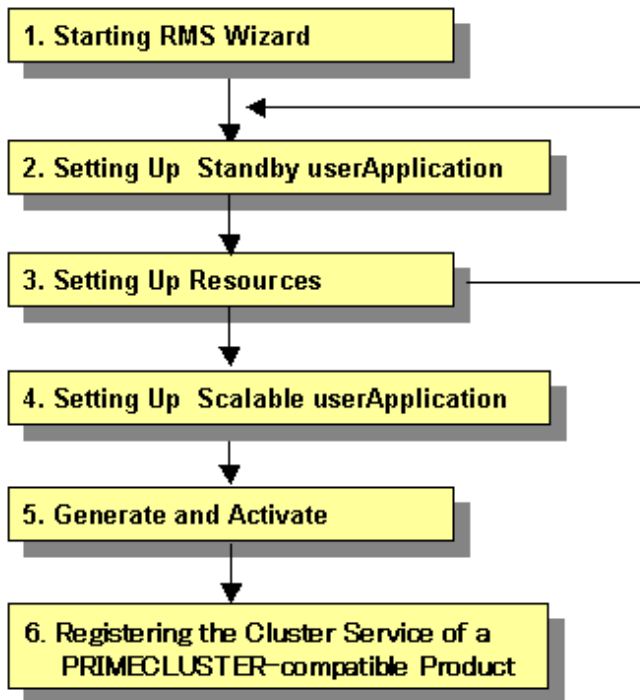 1. Starting RMS Wizard
2. Setting Up  Standby userApplication
3. Setting Up Resources
4. Setting Up  Scalable userApplication
5. Generate and Activate
6. Registering the Cluster Service of a
PRIMECLUSTER-compatible Product